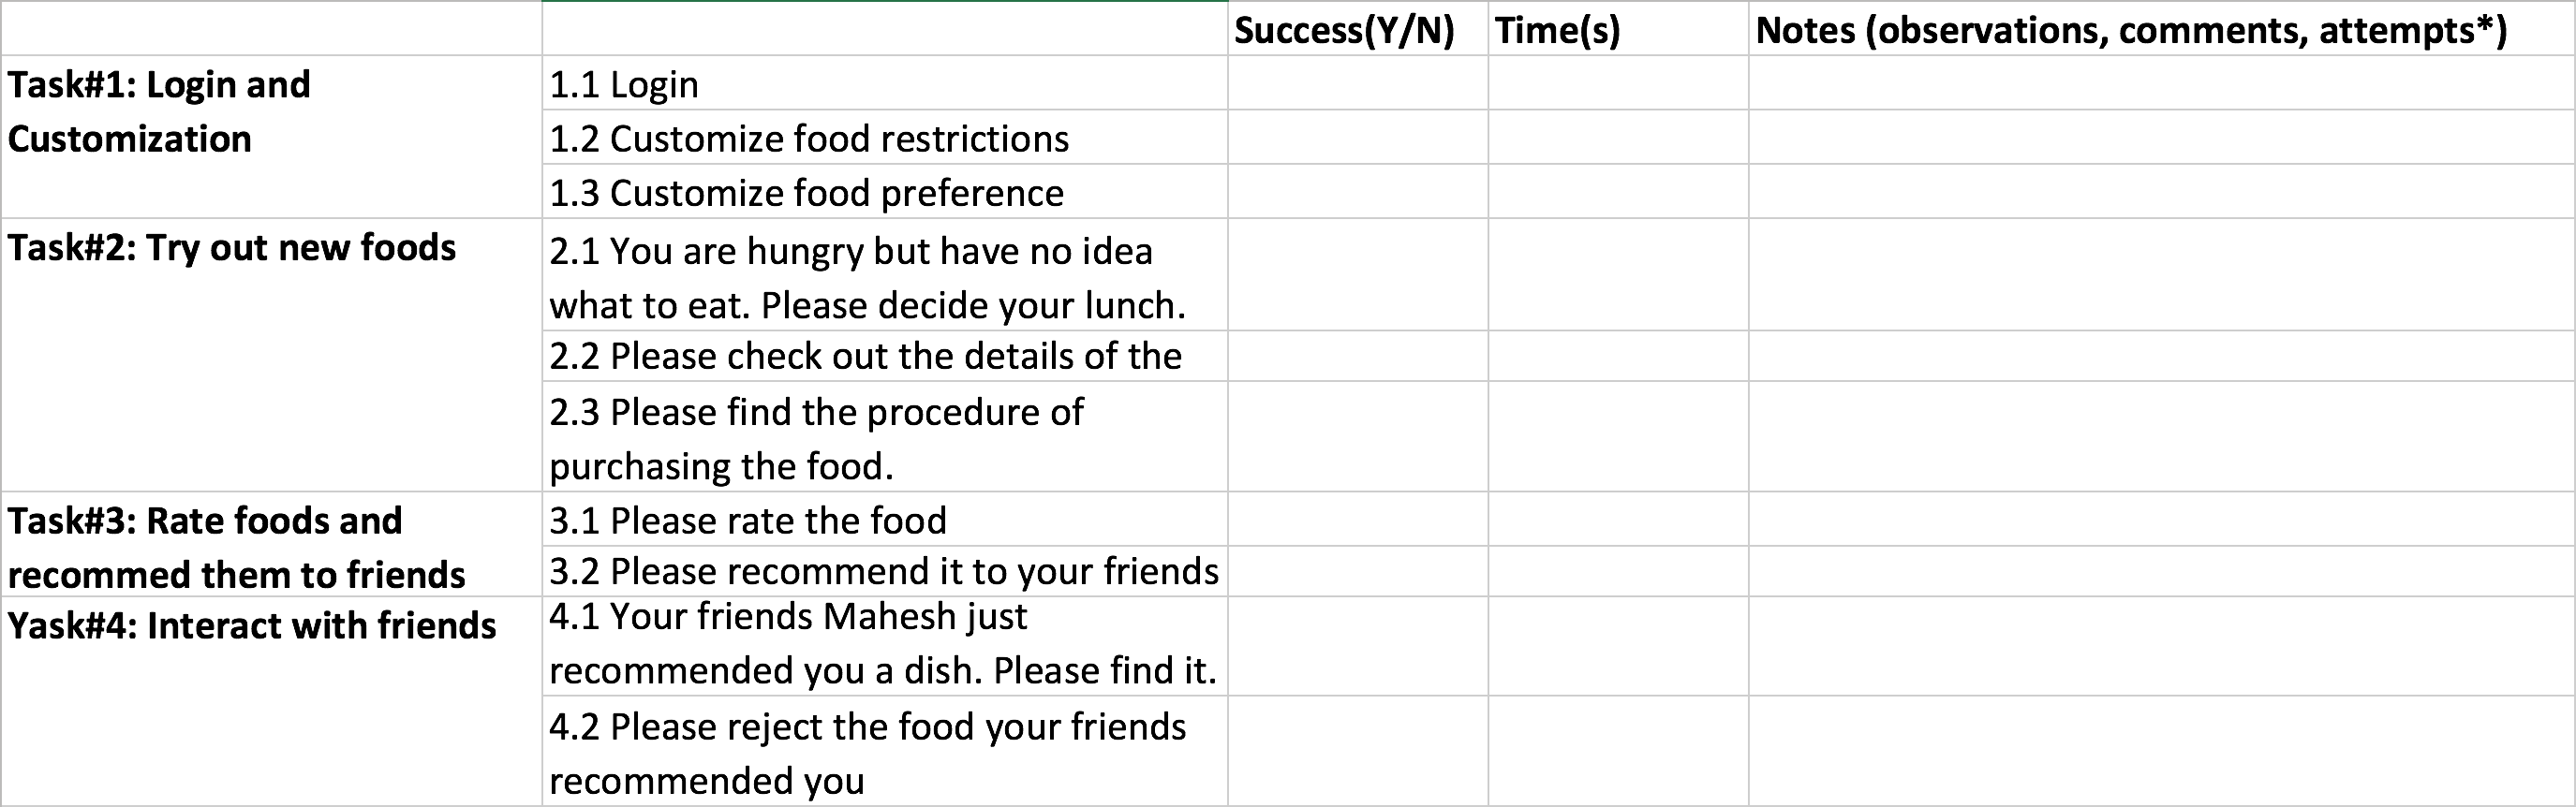 Success(Y/N) Time(s) Notes (observations, comments, attempts*)
Task#1: Login and
Customization
1.1 Login
1.2 Customize food restrictions
1.3 Customize food preference
Task#2: Try out new foods
2.1 You are hungry but have no idea
what to eat. Please decide your lunch.
2.2 Please check out the details of the
2.3 Please find the procedure of
purchasing the food.
Task#3: Rate foods and
recommed them to friends
3.1 Please rate the food
3.2 Please recommend it to your friends
Yask#4: Interact with friends
4.1 Your friends Mahesh just
recommended you a dish. Please find it.
4.2 Please reject the food your friends
recommended you